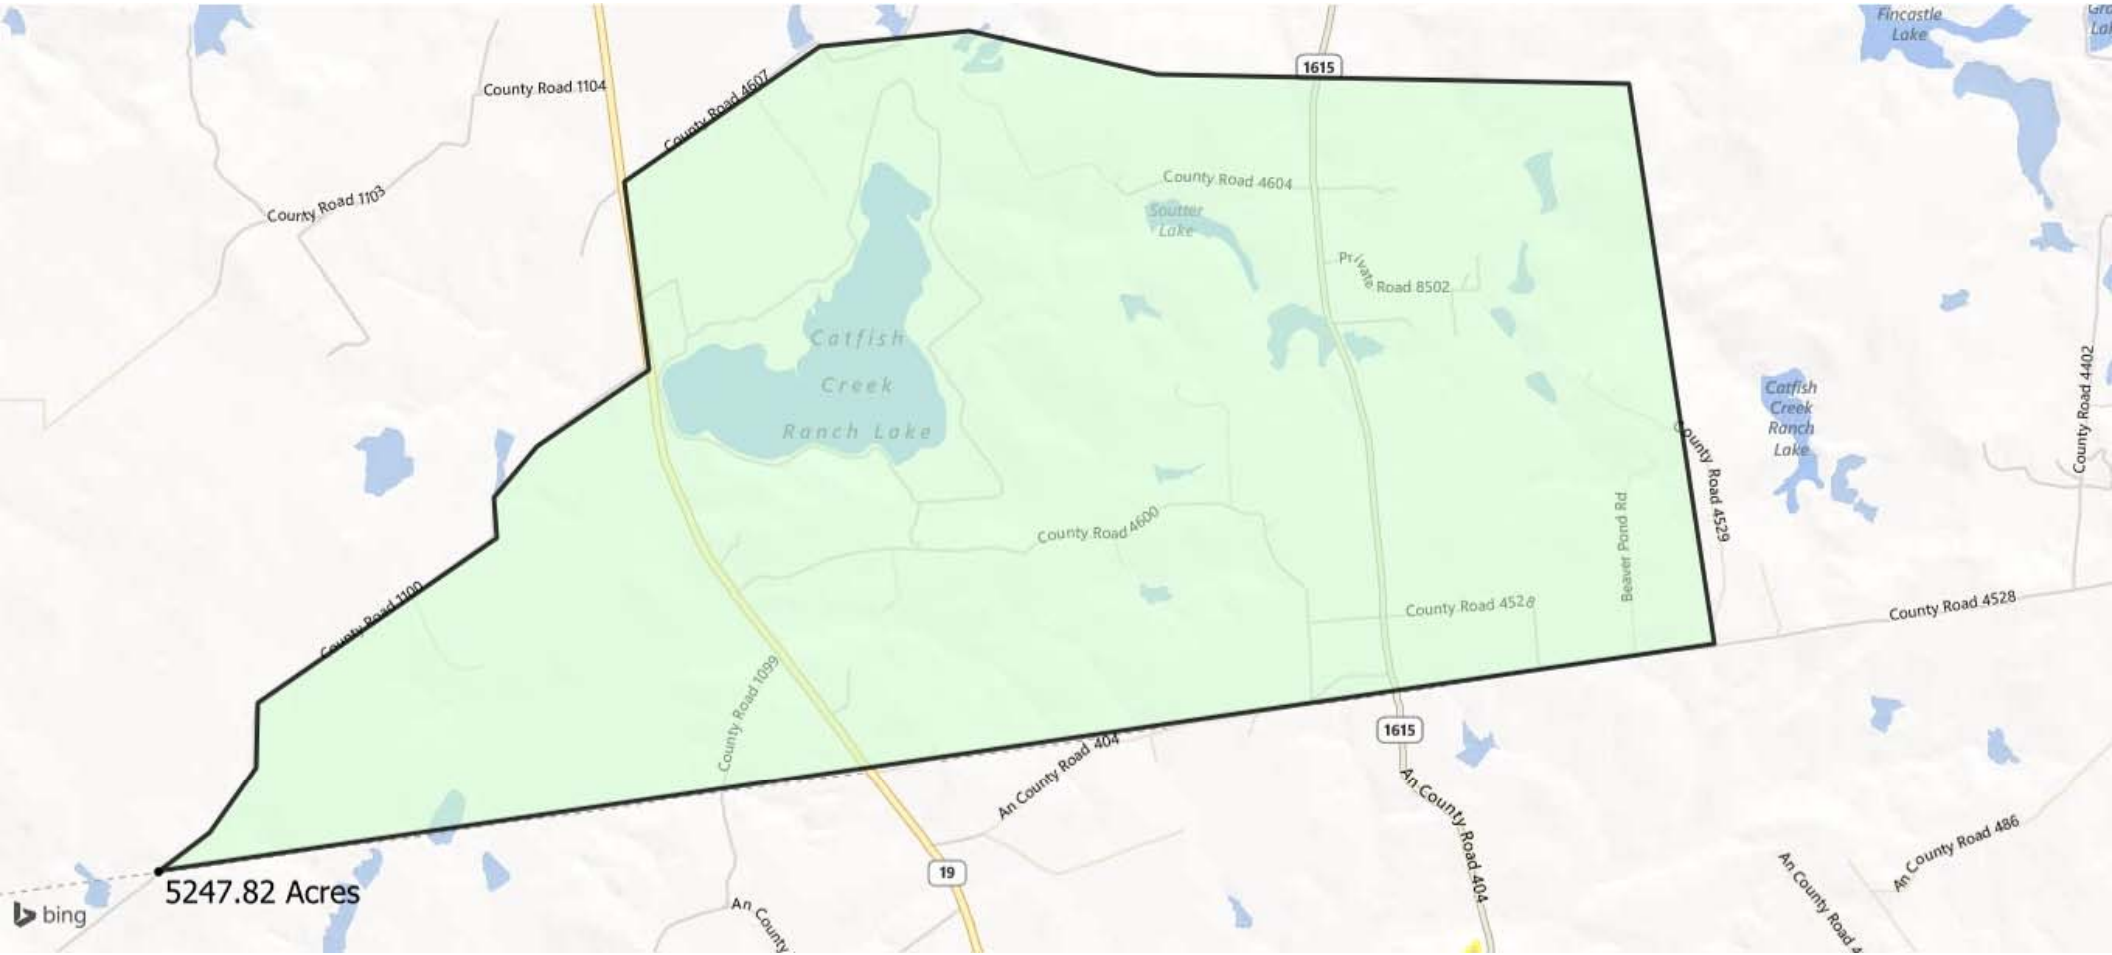 Fincastle
Lake
1615
County Road 1104
County Road 4607
County Road 1103
County Road 4604
Soutter
Lake
Private
Road 8502
Catfish
Creek
Ranch Lake
County Road 4402
Catfish
Creek
Ranch
Lake
County Road 4529
County Road 4600
Beaver Pond Rd
County Road 1100
County Road 4528
County Road 4528
County Road 1099
1615
An County Road 404
An County Road 404
An County Road 486
19
5247.82 Acres
bing
An County
An County Road 4